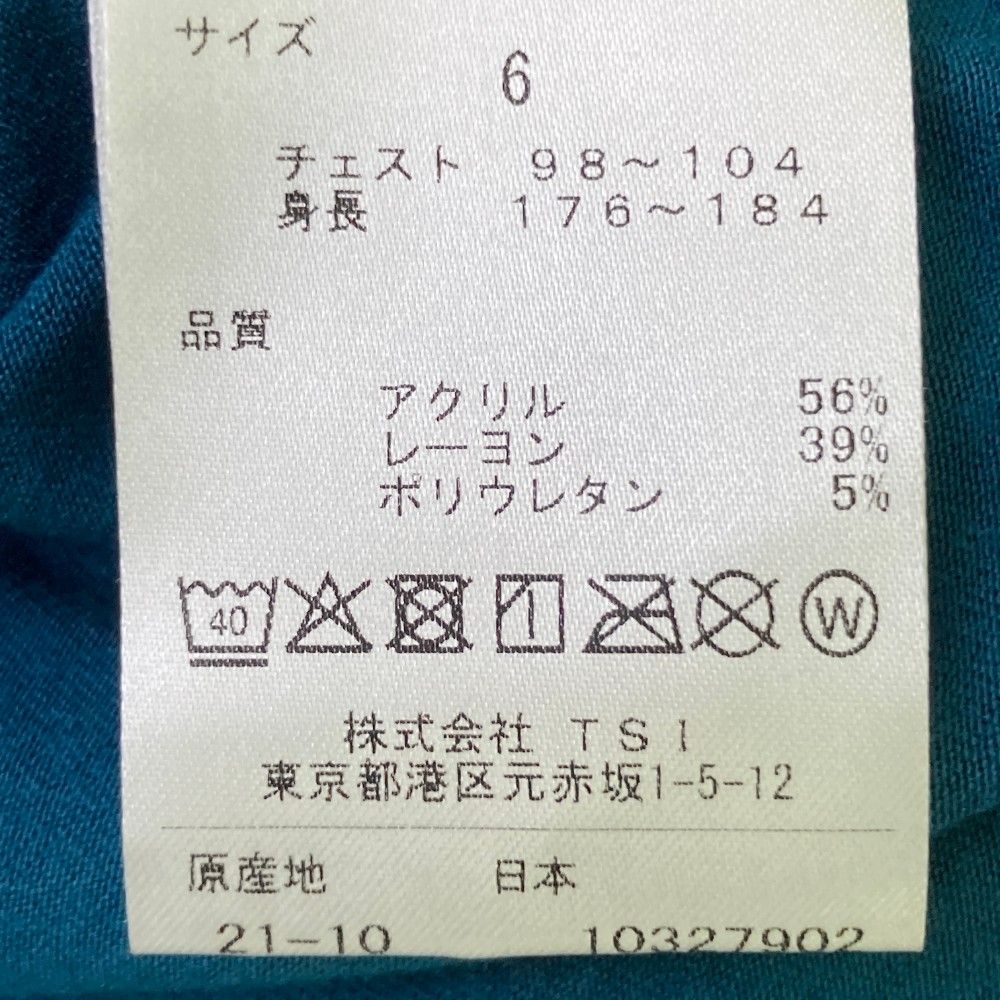 サイズ
6
チェスト 98～104
身長 176～184
品質
アクリル 56%
レーヨン 39%
ポリウレタン 5%
40 W
株式会社 TSI
東京都港区元赤坂1-5-12
原産地 日本
21-10 10327902